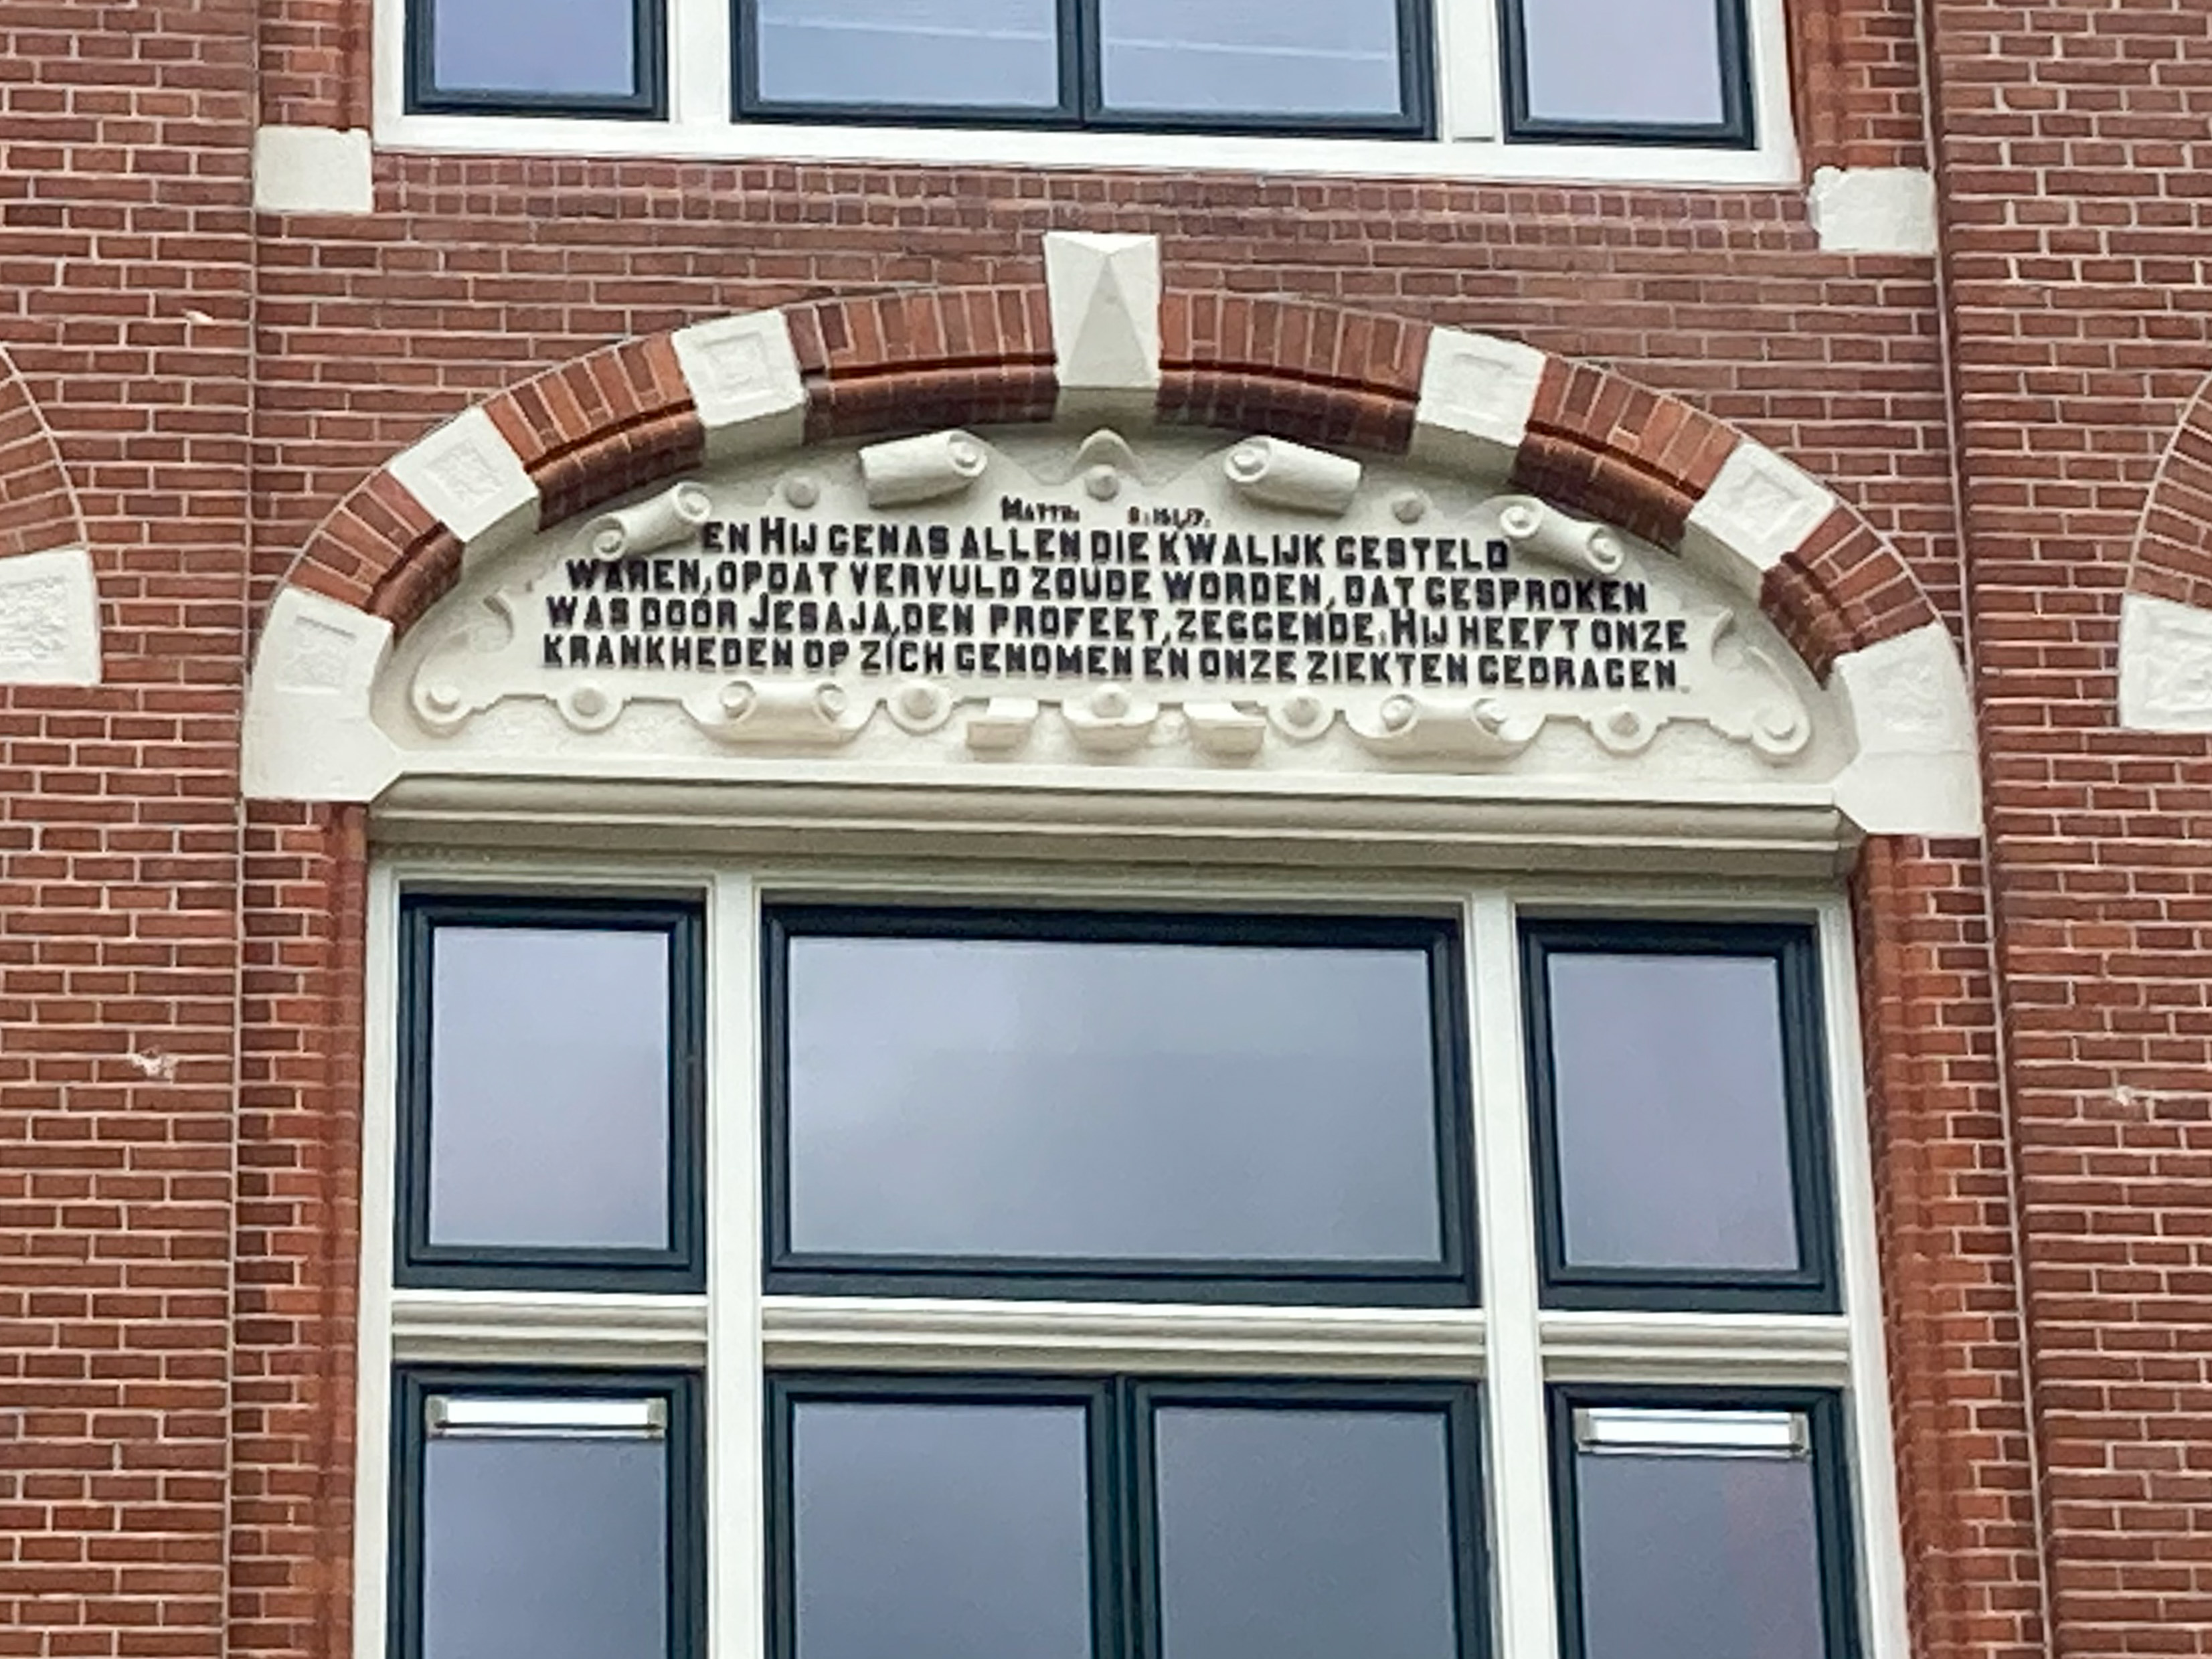 MATTH: 8:16,17.
EN HIJ GENAS ALLEN DIE KWALIJK GESTELD
WAREN, OPDAT VERVULD ZOUDE WORDEN, DAT GESPROKEN
WAS DOOR JESAJA, DEN PROFEET, ZEGGENDE: HIJ HEEFT ONZE
KRANKHEDEN OP ZICH GENOMEN EN ONZE ZIEKTEN GEDRAGEN.